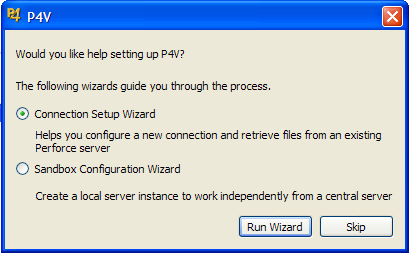 P4V
Would you like help setting up P4V?
The following wizards guide you through the process.
Connection Setup Wizard
Helps you configure a new connection and retrieve files from an existing
Perforce server
Sandbox Configuration Wizard
Create a local server instance to work independently from a central server
Run Wizard
Skip